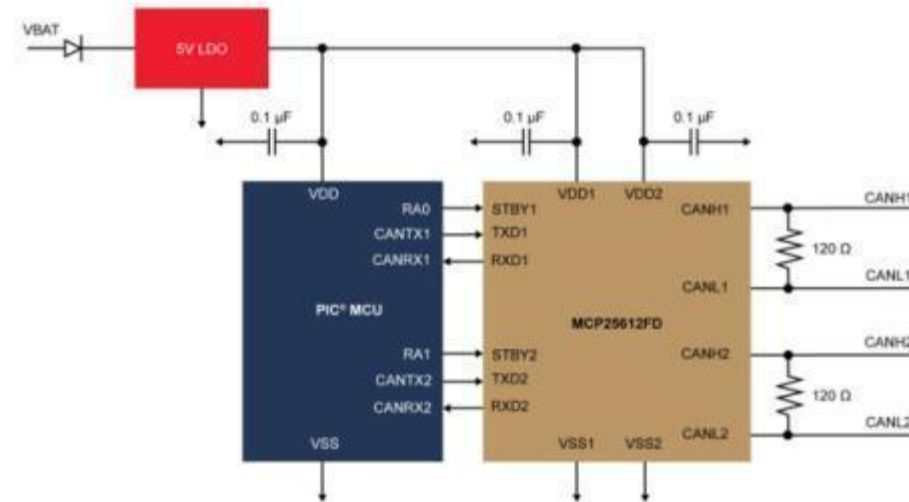 VBAT
5V LDO
0.1 µF
0.1 µF
0.1 µF
VDD
VDD1
VDD2
RA0
STBY1
CANH1
CANH1
CANTX1
TXD1
CANRX1
RXD1
120 Ω
CANL1
CANL1
PIC® MCU
MCP25612FD
RA1
STBY2
CANH2
CANH2
CANTX2
TXD2
CANRX2
RXD2
120 Ω
CANL2
CANL2
VSS
VSS1
VSS2